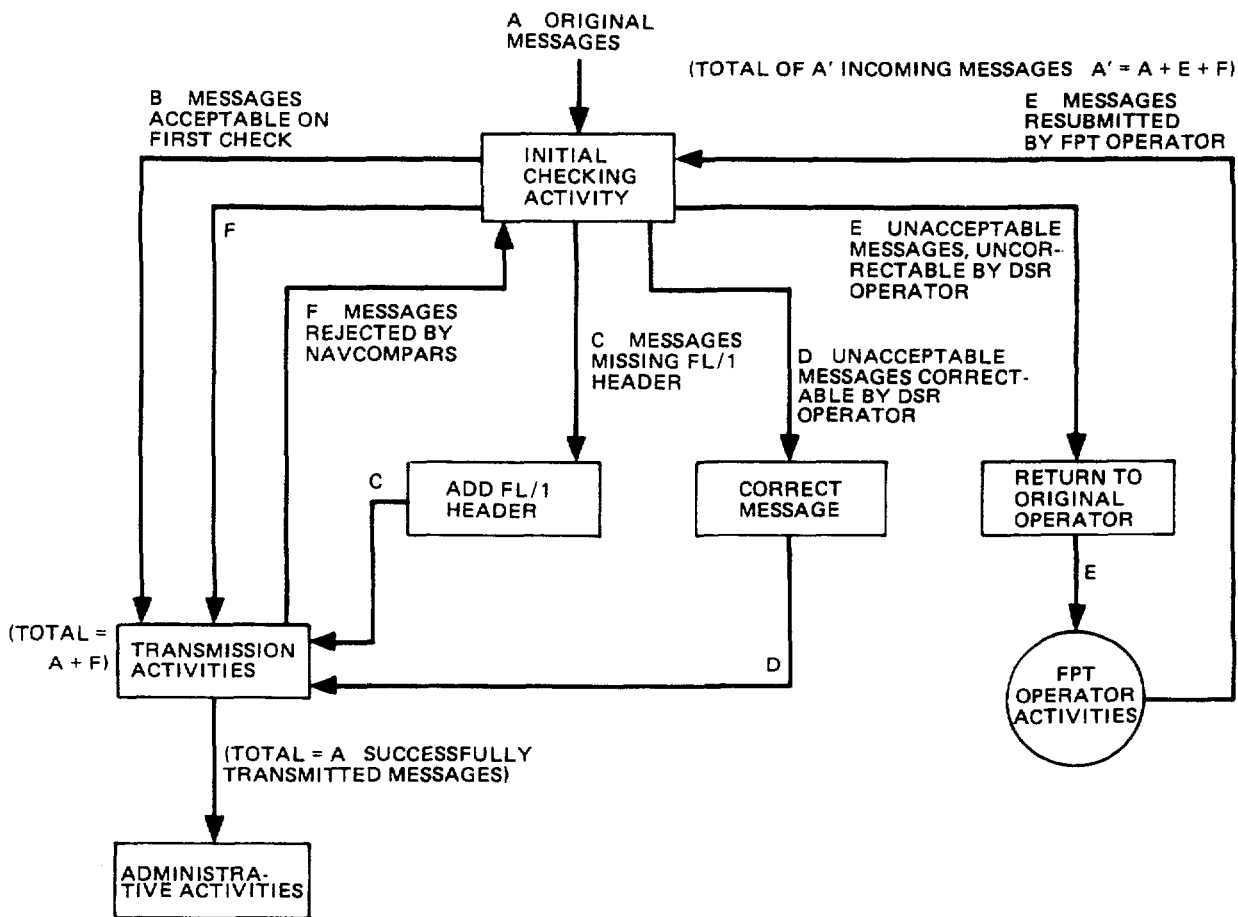 A ORIGINAL
MESSAGES
(TOTAL OF A' INCOMING MESSAGES A' = A + E + F)
B MESSAGES
ACCEPTABLE ON
FIRST CHECK
E MESSAGES
RESUBMITTED
BY FPT OPERATOR
INITIAL
CHECKING
ACTIVITY
F
E UNACCEPTABLE
MESSAGES, UNCOR-
RECTABLE BY DSR
OPERATOR
F MESSAGES
REJECTED BY
NAVCOMPARS
C MESSAGES
MISSING FL/1
HEADER
D UNACCEPTABLE
MESSAGES CORRECT-
ABLE BY DSR
OPERATOR
C
ADD FL/1
HEADER
CORRECT
MESSAGE
RETURN TO
ORIGINAL
OPERATOR
E
(TOTAL =
A + F)
TRANSMISSION
ACTIVITIES
D
FPT
OPERATOR
ACTIVITIES
(TOTAL = A SUCCESSFULLY
TRANSMITTED MESSAGES)
ADMINISTRA-
TIVE ACTIVITIES